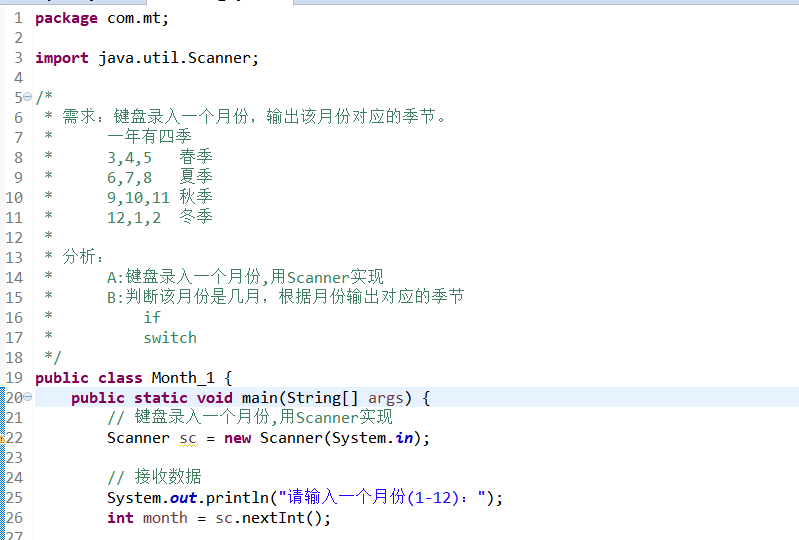 1 package com.mt;
2
3 import java.util.Scanner;
4
5 /*
6  * 需求：键盘录入一个月份，输出该月份对应的季节。
7  *      一年有四季
8  *      3,4,5   春季
9  *      6,7,8   夏季
10  *      9,10,11 秋季
11  *      12,1,2  冬季
12  *
13  * 分析：
14  *      A:键盘录入一个月份,用Scanner实现
15  *      B:判断该月份是几月，根据月份输出对应的季节
16  *          if
17  *          switch
18  */
19 public class Month_1 {
20     public static void main(String[] args) {
21         // 键盘录入一个月份,用Scanner实现
22         Scanner sc = new Scanner(System.in);
23
24         // 接收数据
25         System.out.println("请输入一个月份(1-12)：");
26         int month = sc.nextInt();
27